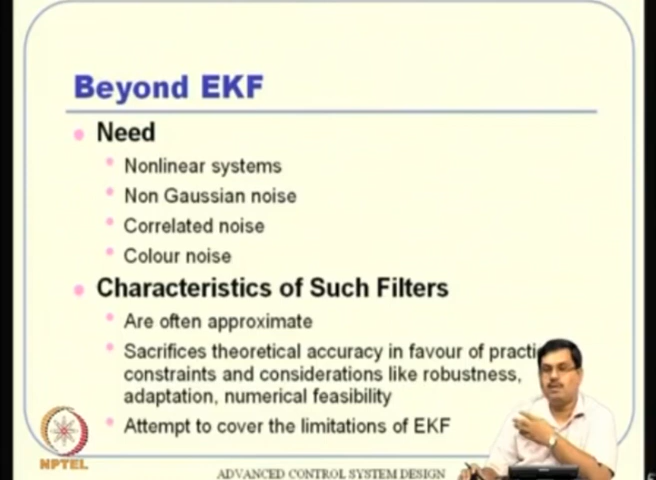 Beyond EKF
Need
Nonlinear systems
Non Gaussian noise
Correlated noise
Colour noise
Characteristics of Such Filters
Are often approximate
Sacrifices theoretical accuracy in favour of practi
constraints and considerations like robustness,
adaptation, numerical feasibility
Attempt to cover the limitations of EKF
NPTEL
ADVANCED CONTROL SYSTEM DESIGN